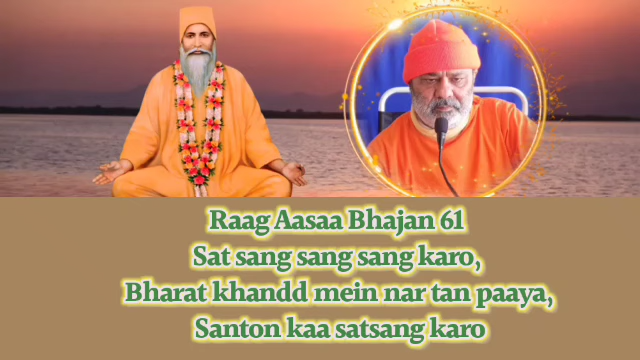 Raag Aasaa Bhajan 61
Sat sang sang sang karo,
Bharat khandd mein nar tan paaya,
Santon kaa satsang karo